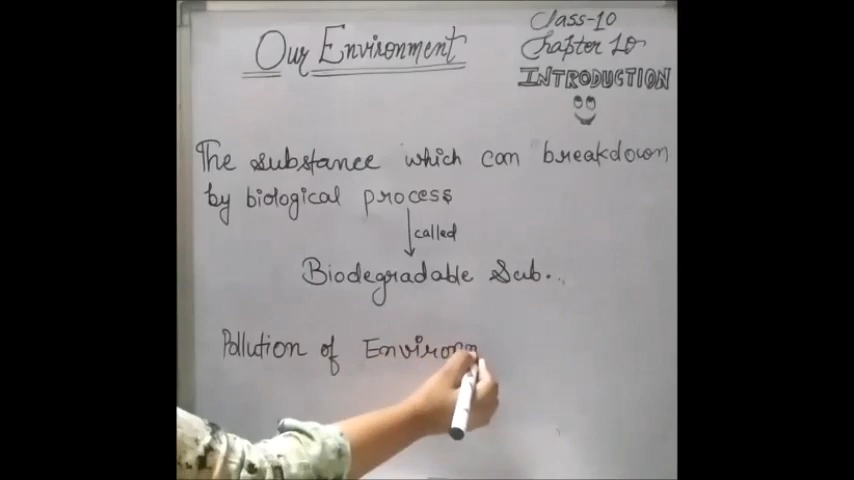 Our Environment
Class-10
Chapter 10
INTRODUCTION
The substance which can breakdown
by biological process
called
Biodegradable Sub..
Pollution of Environm